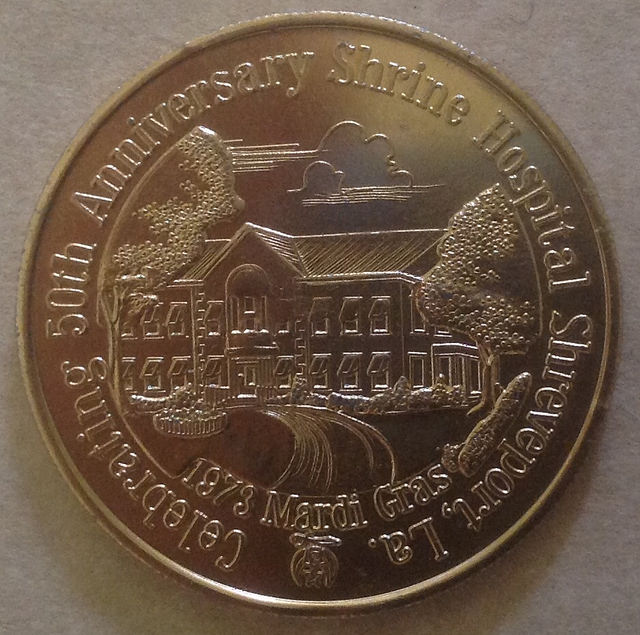 Celebrating 50th Anniversary Shrine Hospital Shreveport, La.
1973 Mardi Gras